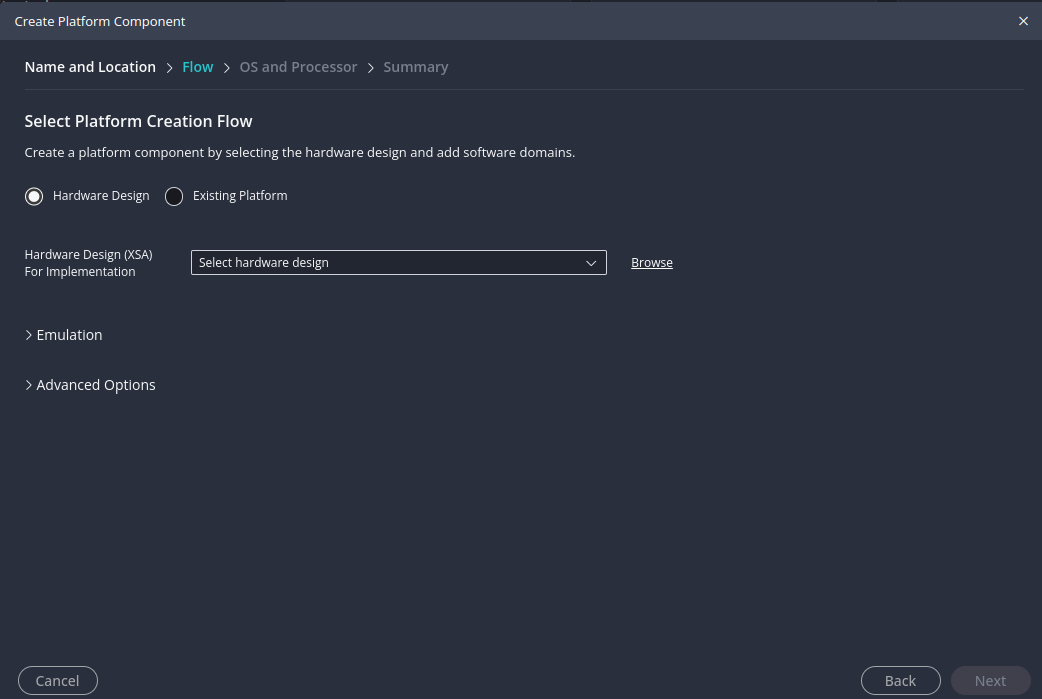 Create Platform Component
Name and Location > Flow > OS and Processor > Summary
Select Platform Creation Flow
Create a platform component by selecting the hardware design and add software domains.
Hardware Design Existing Platform
Hardware Design (XSA)
For Implementation
Select hardware design
Browse
Emulation
Advanced Options
Cancel
Back
Next